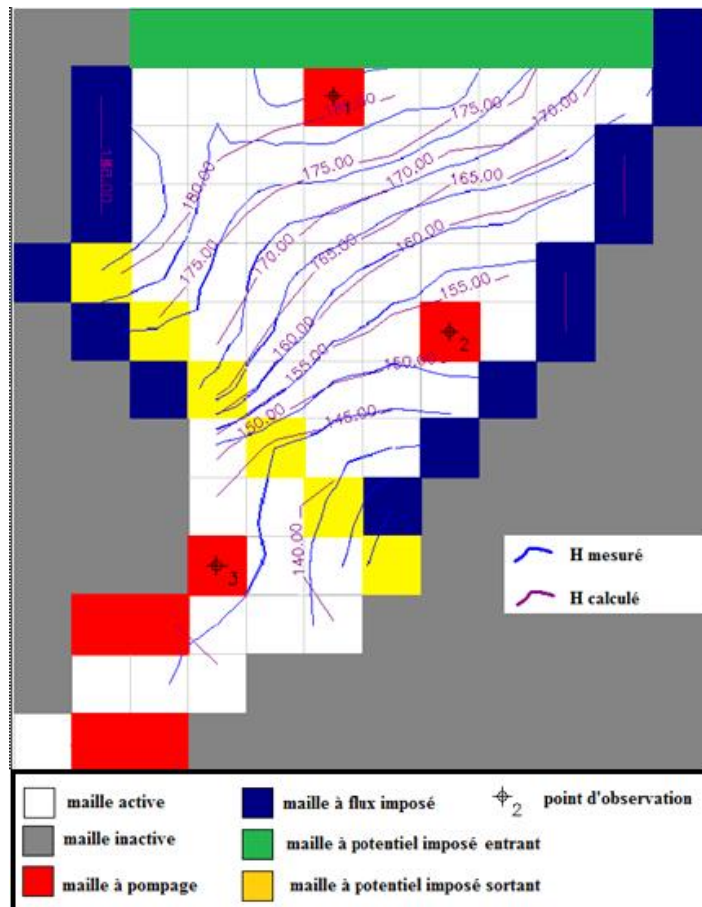 1
175.00
170.00
180.00
175.00
170.00
165.00
180.00
165.00
160.00
175.00
170.00
155.00
160.00
2
155.00
150.00
150.00
145.00
140.00
3
H mesuré
H calculé
maille active
maille à flux imposé
2 point d'observation
maille inactive
maille à potentiel imposé entrant
maille à pompage
maille à potentiel imposé sortant